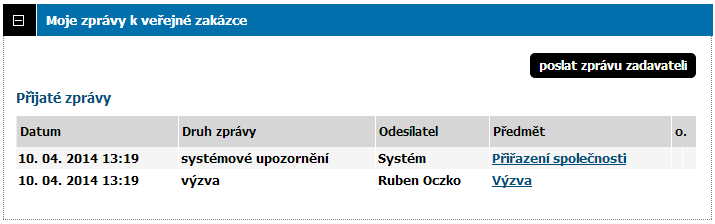 Moje zprávy k veřejné zakázce
poslat zprávu zadavateli
Přijaté zprávy
Datum Druh zprávy Odesílatel Předmět o.
10. 04. 2014 13:19 systémové upozornění Systém Přiřazení společnosti
10. 04. 2014 13:19 výzva Ruben Oczko Výzva